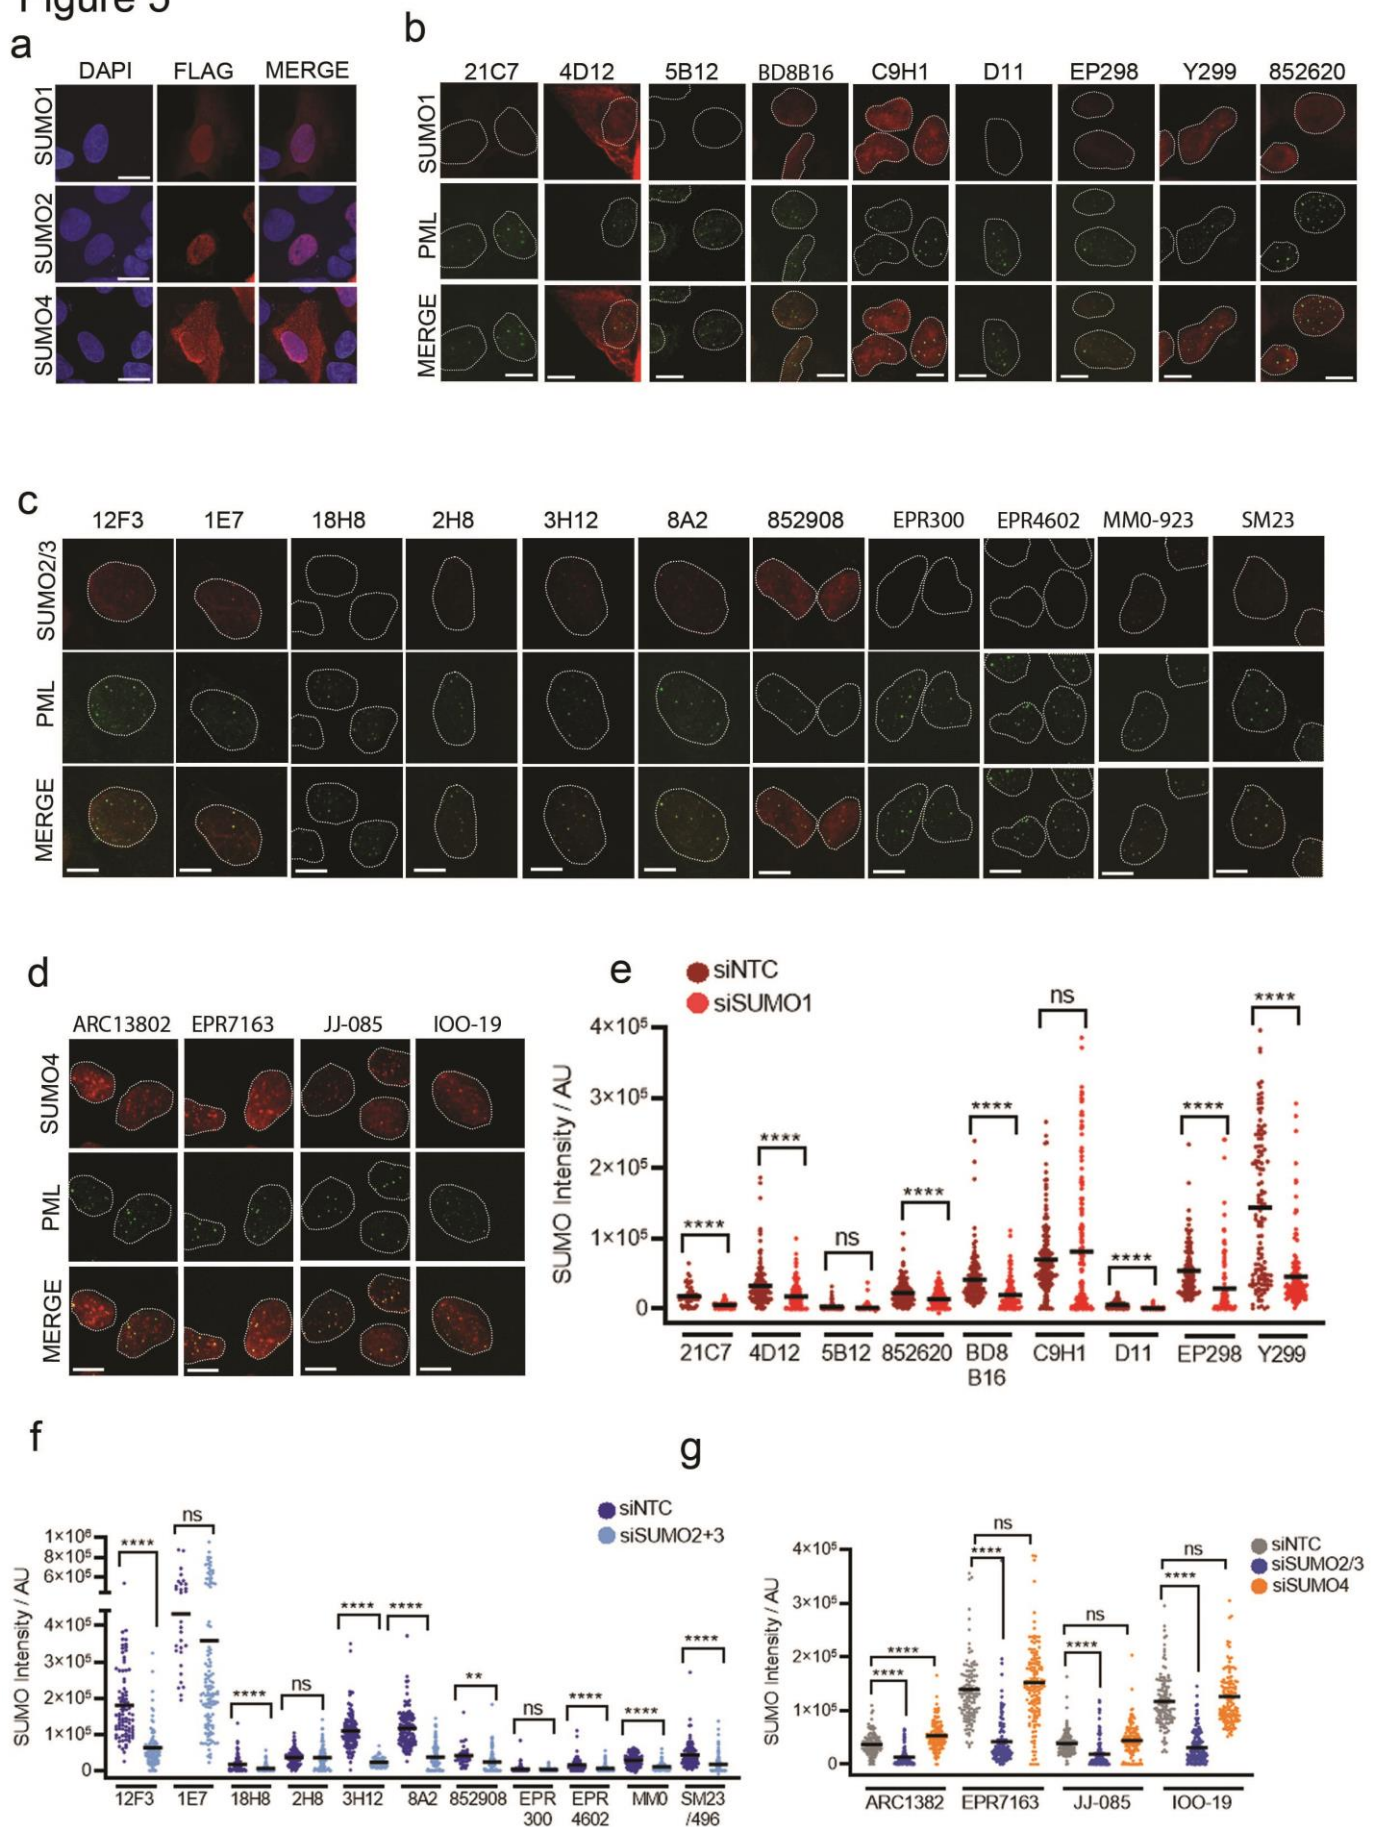 Figure 5
a
DAPI FLAG MERGE
SUMO1
SUMO2
SUMO4
b
21C7 4D12 5B12 BD8B16 C9H1 D11 EP298 Y299 852620
SUMO1
PML
MERGE
c
12F3 1E7 18H8 2H8 3H12 8A2 852908 EPR300 EPR4602 MM0-923 SM23
SUMO2/3
PML
MERGE
d
ARC13802 EPR7163 JJ-085 IOO-19
SUMO4
PML
MERGE
e
siNTC
siSUMO1
SUMO Intensity / AU
4×10⁵
3×10⁵
2×10⁵
1×10⁵
0
**** **** ns **** **** ns **** **** ****
21C7 4D12 5B12 852620 BD8 B16 C9H1 D11 EP298 Y299
f
siNTC
siSUMO2+3
SUMO Intensity / AU
1×10⁶
8×10⁵
6×10⁵
4×10⁵
3×10⁵
2×10⁵
1×10⁵
0
**** ns **** ns **** **** ** ns **** **** ****
12F3 1E7 18H8 2H8 3H12 8A2 852908 EPR 300 EPR 4602 MM0 SM23 /496
g
siNTC
siSUMO2/3
siSUMO4
SUMO Intensity / AU
4×10⁵
3×10⁵
2×10⁵
1×10⁵
0
**** **** **** ns **** ns **** ns
ARC1382 EPR7163 JJ-085 IOO-19